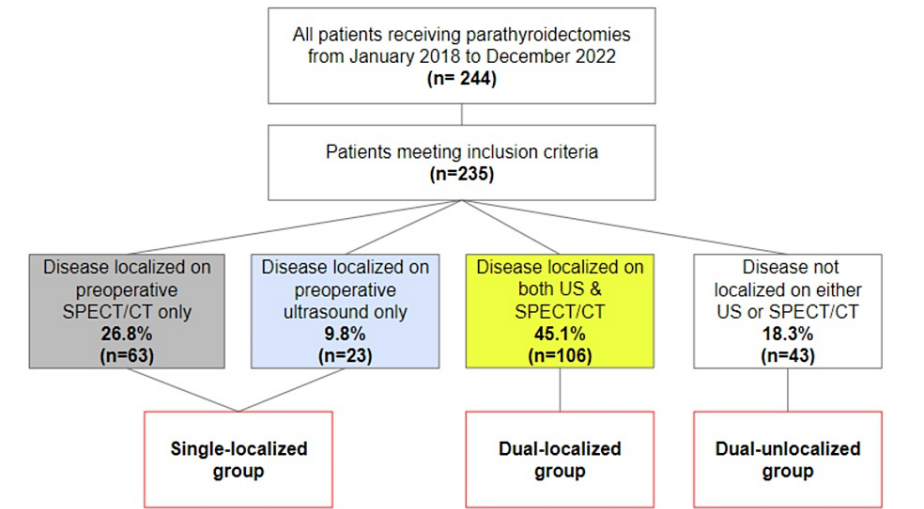 All patients receiving parathyroidectomies
from January 2018 to December 2022
(n= 244)
Patients meeting inclusion criteria
(n=235)
Disease localized on
preoperative
SPECT/CT only
26.8%
(n=63)
Disease localized on
preoperative
ultrasound only
9.8%
(n=23)
Disease localized on
both US &
SPECT/CT
45.1%
(n=106)
Disease not
localized on either
US or SPECT/CT
18.3%
(n=43)
Single-localized
group
Dual-localized
group
Dual-unlocalized
group